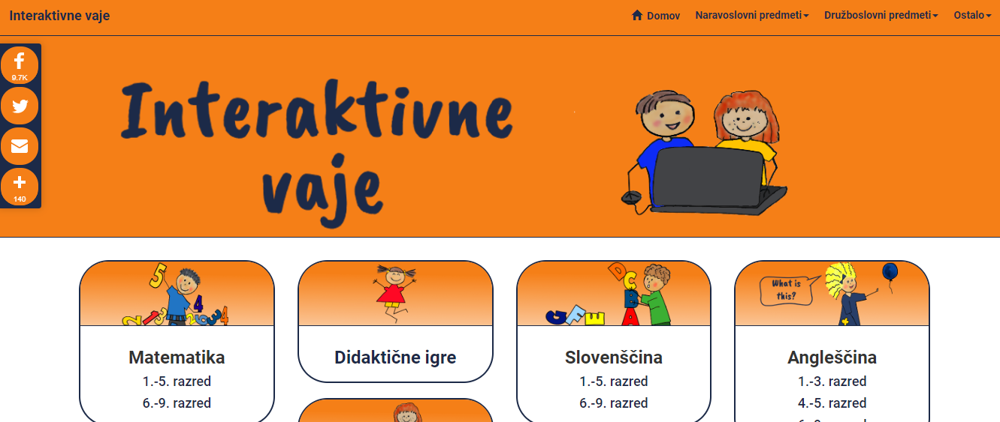 Interaktivne vaje
Domov
Naravoslovni predmeti
Družboslovni predmeti
Ostalo
9.7K
140
Interaktivne
vaje
5
4
D
C
B
A
G
F
E
What is
this?
Matematika
1.-5. razred
6.-9. razred
Didaktične igre
Slovenščina
1.-5. razred
6.-9. razred
Angleščina
1.-3. razred
4.-5. razred